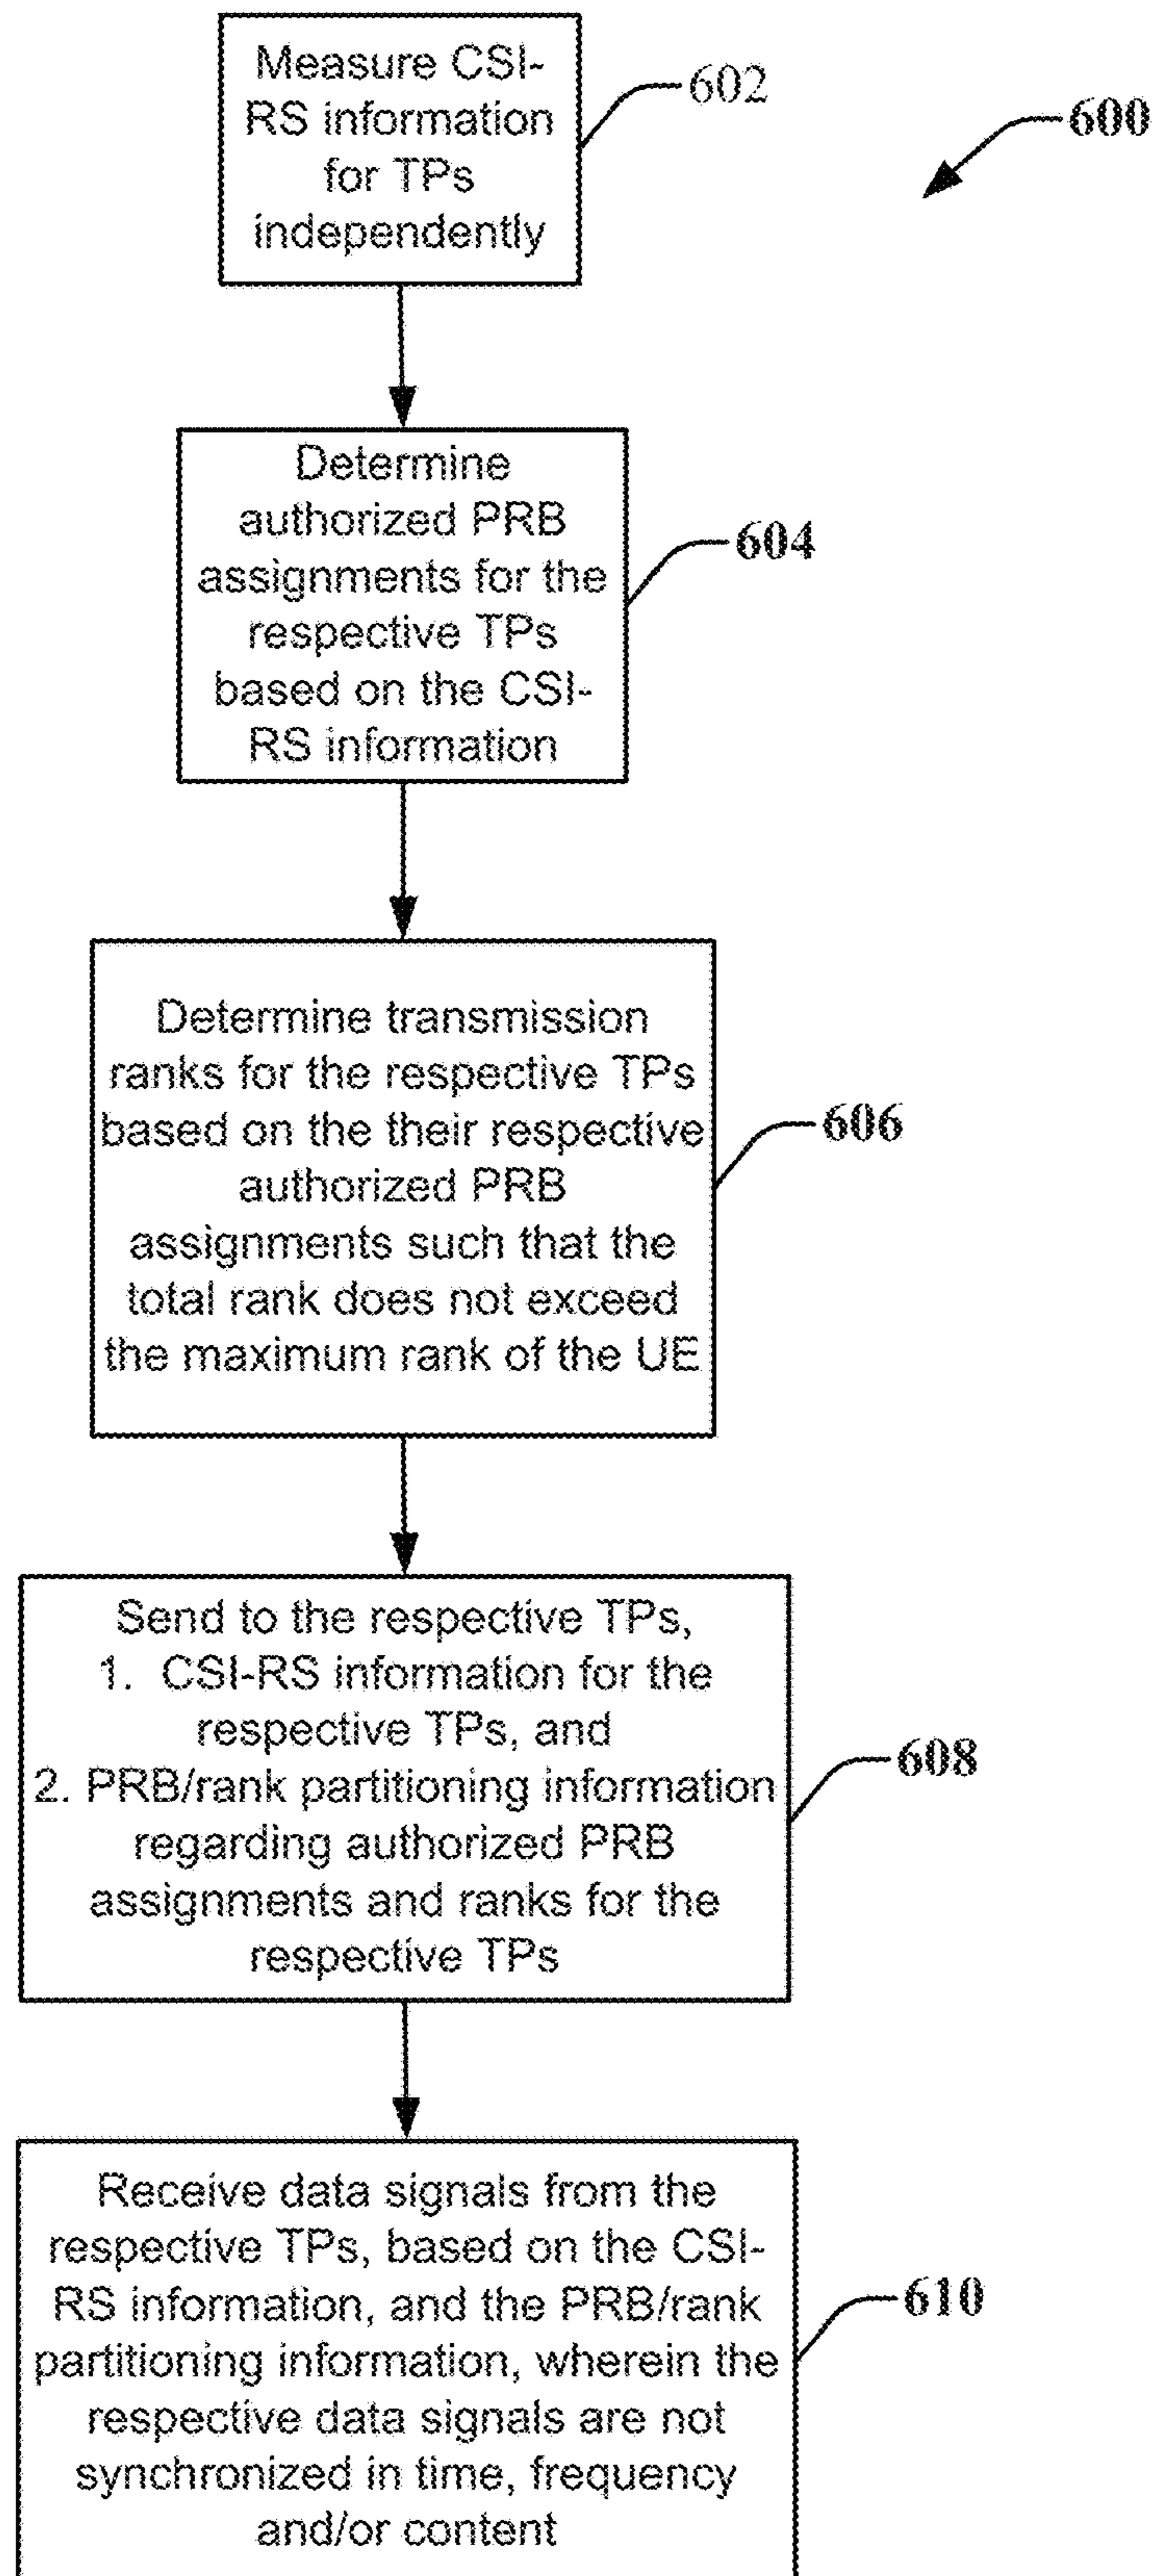 Measure CSI-
RS information
for TPs
independently
602
600
Determine
authorized PRB
assignments for the
respective TPs
based on the CSI-
RS information
604
Determine transmission
ranks for the respective TPs
based on the their respective
authorized PRB
assignments such that the
total rank does not exceed
the maximum rank of the UE
606
Send to the respective TPs,
1. CSI-RS information for the
respective TPs, and
2. PRB/rank partitioning information
regarding authorized PRB
assignments and ranks for the
respective TPs
608
Receive data signals from the
respective TPs, based on the CSI-
RS information, and the PRB/rank
partitioning information, wherein the
respective data signals are not
synchronized in time, frequency
and/or content
610